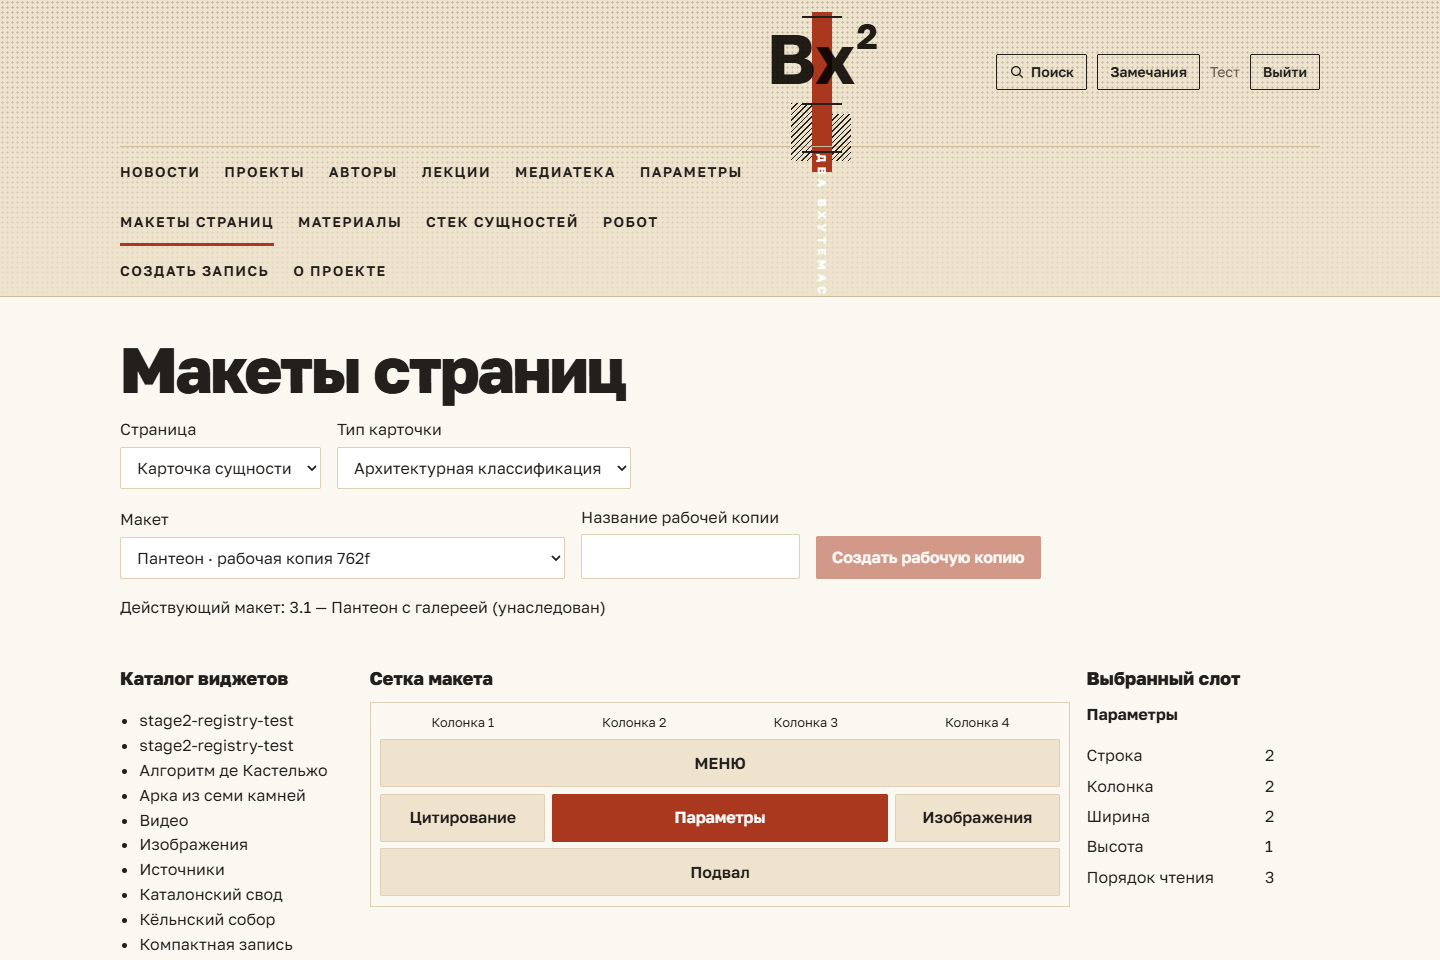 Вх²
Поиск Замечания Тест Выйти
НОВОСТИ ПРОЕКТЫ АВТОРЫ ЛЕКЦИИ МЕДИАТЕКА ПАРАМЕТРЫ
ДВА ВХУТЕМАС
МАКЕТЫ СТРАНИЦ МАТЕРИАЛЫ СТЕК СУЩНОСТЕЙ РОБОТ
СОЗДАТЬ ЗАПИСЬ О ПРОЕКТЕ
Макеты страниц
Страница Тип карточки
Карточка сущности Архитектурная классификация
Макет Название рабочей копии
Пантеон · рабочая копия 762f Создать рабочую копию
Действующий макет: 3.1 — Пантеон с галереей (унаследован)
Каталог виджетов
• stage2-registry-test
• stage2-registry-test
• Алгоритм де Кастельжо
• Арка из семи камней
• Видео
• Изображения
• Источники
• Каталонский свод
• Кёльнский собор
• Компактная запись
Сетка макета
Колонка 1 Колонка 2 Колонка 3 Колонка 4
МЕНЮ
Цитирование Параметры Изображения
Подвал
Выбранный слот
Параметры
Строка 2
Колонка 2
Ширина 2
Высота 1
Порядок чтения 3